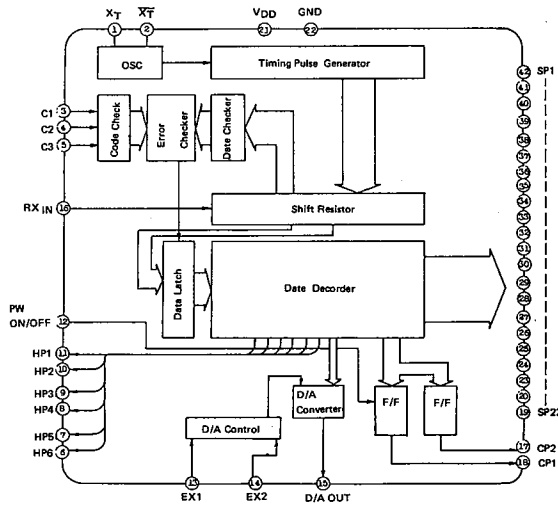 XT XT VDD GND
1 2 21 22
OSC Timing Pulse Generator
42 SP1
41
40
39
38
37
36
35
34
33
32
31
30
29
28
27
26
25
24
23
20
19 SP22
17 CP2
18 CP1
C1 3
C2 4
C3 5
Code Check
Error Checker
Date Checker
RX IN 16
Shift Resistor
Data Latch
Date Decorder
PW
ON/OFF
12
HP1 11
HP2 10
HP3 9
HP4 8
HP5 7
HP6 6
D/A Control
D/A
Converter
F/F F/F
13 14 15
EX1 EX2 D/A OUT